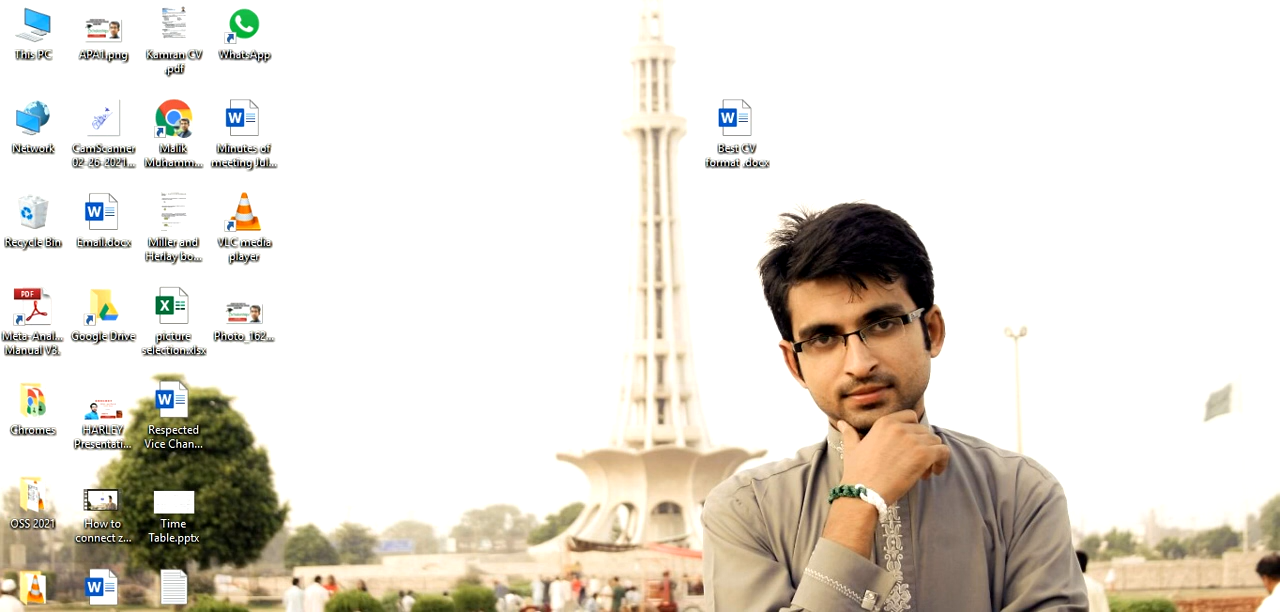 This PC
APA1.png
Kamran CV
.pdf
WhatsApp
Network
CamScanner
02-26-2021...
Malik
Muhamm...
Minutes of
meeting Jul...
Best CV
format .docx
Recycle Bin
Email.docx
Miller and
Herlay bo...
VLC media
player
PDF
Meta-Anal...
Manual V3.
Google Drive
picture
selection.xlsx
Photo_162...
Chromes
HARLEY
Presentati...
Respected
Vice Chan...
OSS 2021
How to
connect z...
Time
Table.pptx